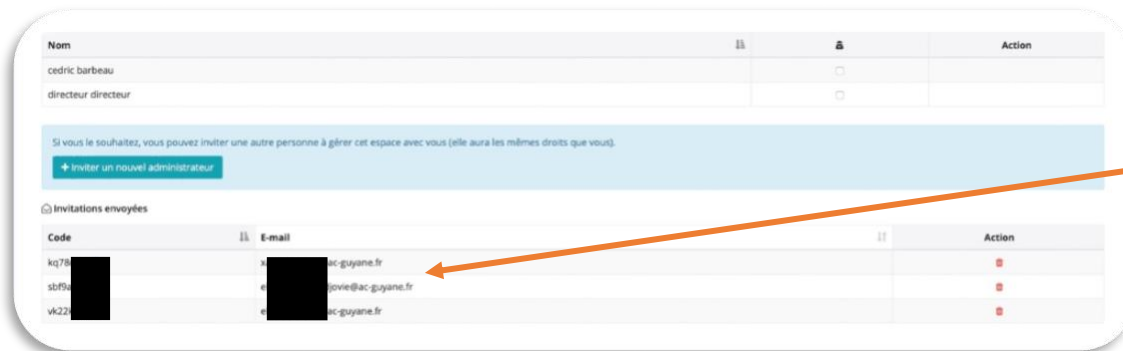 Nom Action
cedric barbeau
directeur directeur
Si vous le souhaitez, vous pouvez inviter une autre personne à gérer cet espace avec vous (elle aura les mêmes droits que vous).
+ Inviter un nouvel administrateur
Invitations envoyées
Code E-mail Action
kq78 x ac-guyane.fr
sbf9a e jovie@ac-guyane.fr
vk22 e ac-guyane.fr